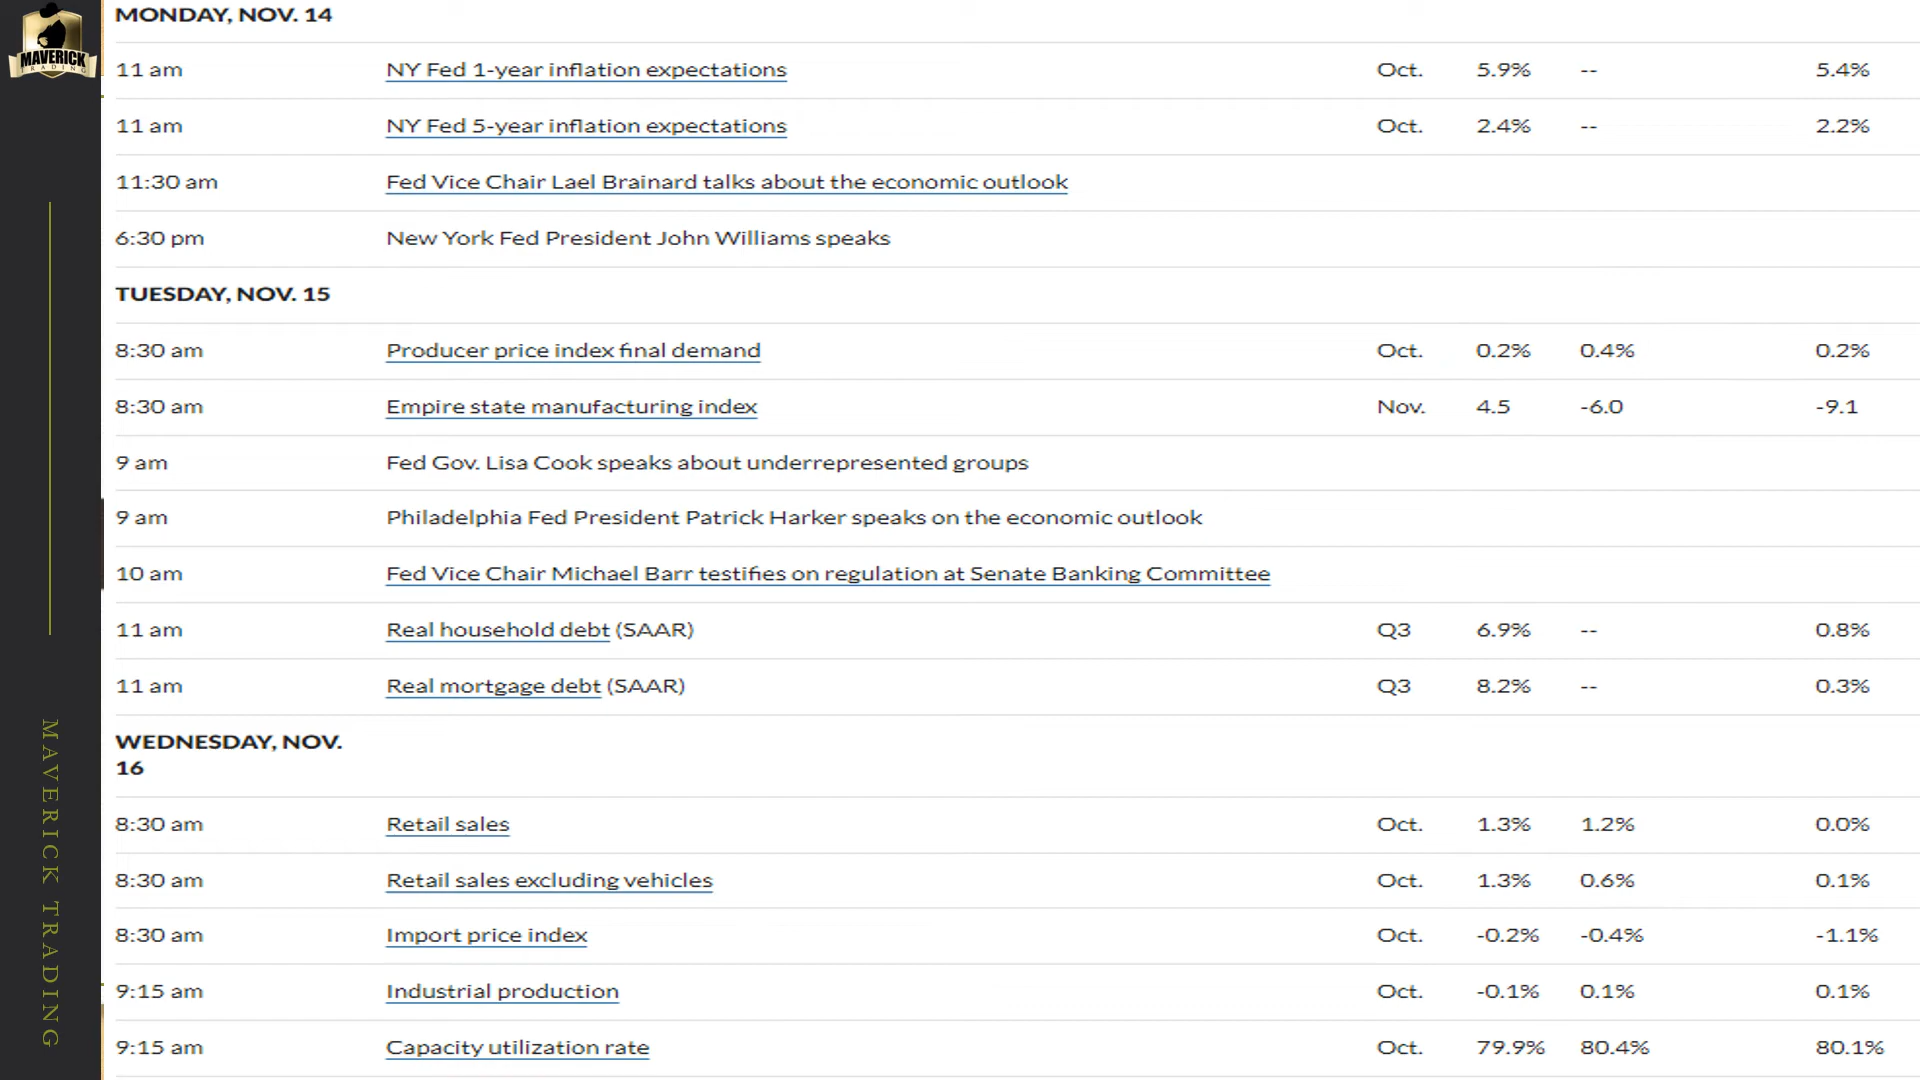 MAVERICK
TRADING
MONDAY, NOV. 14
11 am NY Fed 1-year inflation expectations Oct. 5.9% -- 5.4%
11 am NY Fed 5-year inflation expectations Oct. 2.4% -- 2.2%
11:30 am Fed Vice Chair Lael Brainard talks about the economic outlook
6:30 pm New York Fed President John Williams speaks
TUESDAY, NOV. 15
8:30 am Producer price index final demand Oct. 0.2% 0.4% 0.2%
8:30 am Empire state manufacturing index Nov. 4.5 -6.0 -9.1
9 am Fed Gov. Lisa Cook speaks about underrepresented groups
9 am Philadelphia Fed President Patrick Harker speaks on the economic outlook
10 am Fed Vice Chair Michael Barr testifies on regulation at Senate Banking Committee
11 am Real household debt (SAAR) Q3 6.9% -- 0.8%
11 am Real mortgage debt (SAAR) Q3 8.2% -- 0.3%
WEDNESDAY, NOV.
16
8:30 am Retail sales Oct. 1.3% 1.2% 0.0%
8:30 am Retail sales excluding vehicles Oct. 1.3% 0.6% 0.1%
8:30 am Import price index Oct. -0.2% -0.4% -1.1%
9:15 am Industrial production Oct. -0.1% 0.1% 0.1%
9:15 am Capacity utilization rate Oct. 79.9% 80.4% 80.1%
MAVERICK TRADING